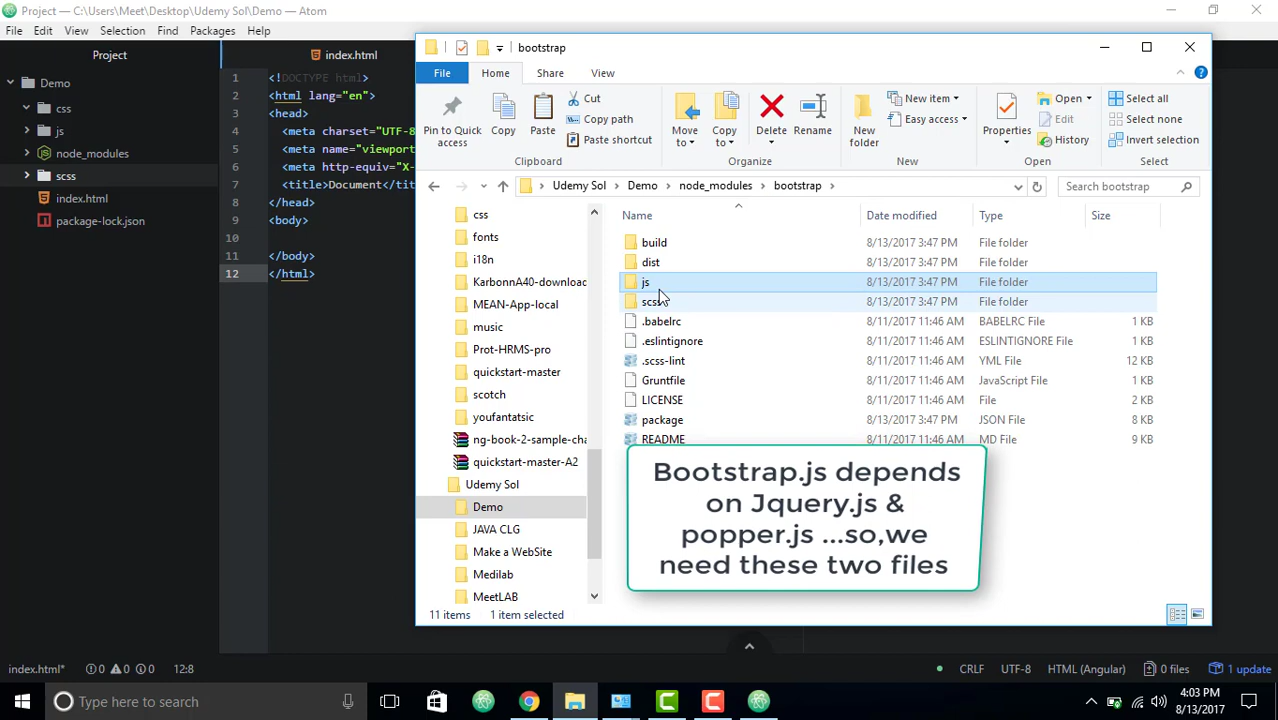 Project — C:\Users\Meet\Desktop\Udemy Sol\Demo — Atom
File Edit View Selection Find Packages Help
Project
Demo
css
js
node_modules
scss
index.html
package-lock.json
index.html
1 <!DOCTYPE html>
2 <html lang="en">
3 <head>
4 <meta charset="UTF-8
5 <meta name="viewport
6 <meta http-equiv="X-
7 <title>Document</tit
8 </head>
9 <body>
10
11 </body>
12 </html>
bootstrap
File Home Share View
Pin to Quick access
Copy
Paste
Cut
Copy path
Paste shortcut
Clipboard
Move to
Copy to
Delete
Rename
Organize
New folder
New item
Easy access
New
Properties
Open
Edit
History
Open
Select all
Select none
Invert selection
Select
Udemy Sol Demo node_modules bootstrap
Search bootstrap
css
fonts
i18n
KarbonnA40-download
MEAN-App-local
music
Prot-HRMS-pro
quickstart-master
scotch
youfantatsic
ng-book-2-sample-cha
quickstart-master-A2
Udemy Sol
Demo
JAVA CLG
Make a WebSite
Medilab
MeetLAB
Name Date modified Type Size
build 8/13/2017 3:47 PM File folder
dist 8/13/2017 3:47 PM File folder
js 8/13/2017 3:47 PM File folder
scss 8/13/2017 3:47 PM File folder
.babelrc 8/11/2017 11:46 AM BABELRC File 1 KB
.eslintignore 8/11/2017 11:46 AM ESLINTIGNORE File 1 KB
.scss-lint 8/11/2017 11:46 AM YML File 12 KB
Gruntfile 8/11/2017 11:46 AM JavaScript File 14 KB
LICENSE 8/11/2017 11:46 AM File 2 KB
package 8/13/2017 3:47 PM JSON File 8 KB
README 8/11/2017 11:46 AM MD File 9 KB
Bootstrap.js depends
on Jquery.js &
popper.js ...so,we
need these two files
11 items 1 item selected
index.html* 0 0 0 12:8
CRLF UTF-8 HTML (Angular) 0 files 1 update
Type here to search
4:03 PM
8/13/2017